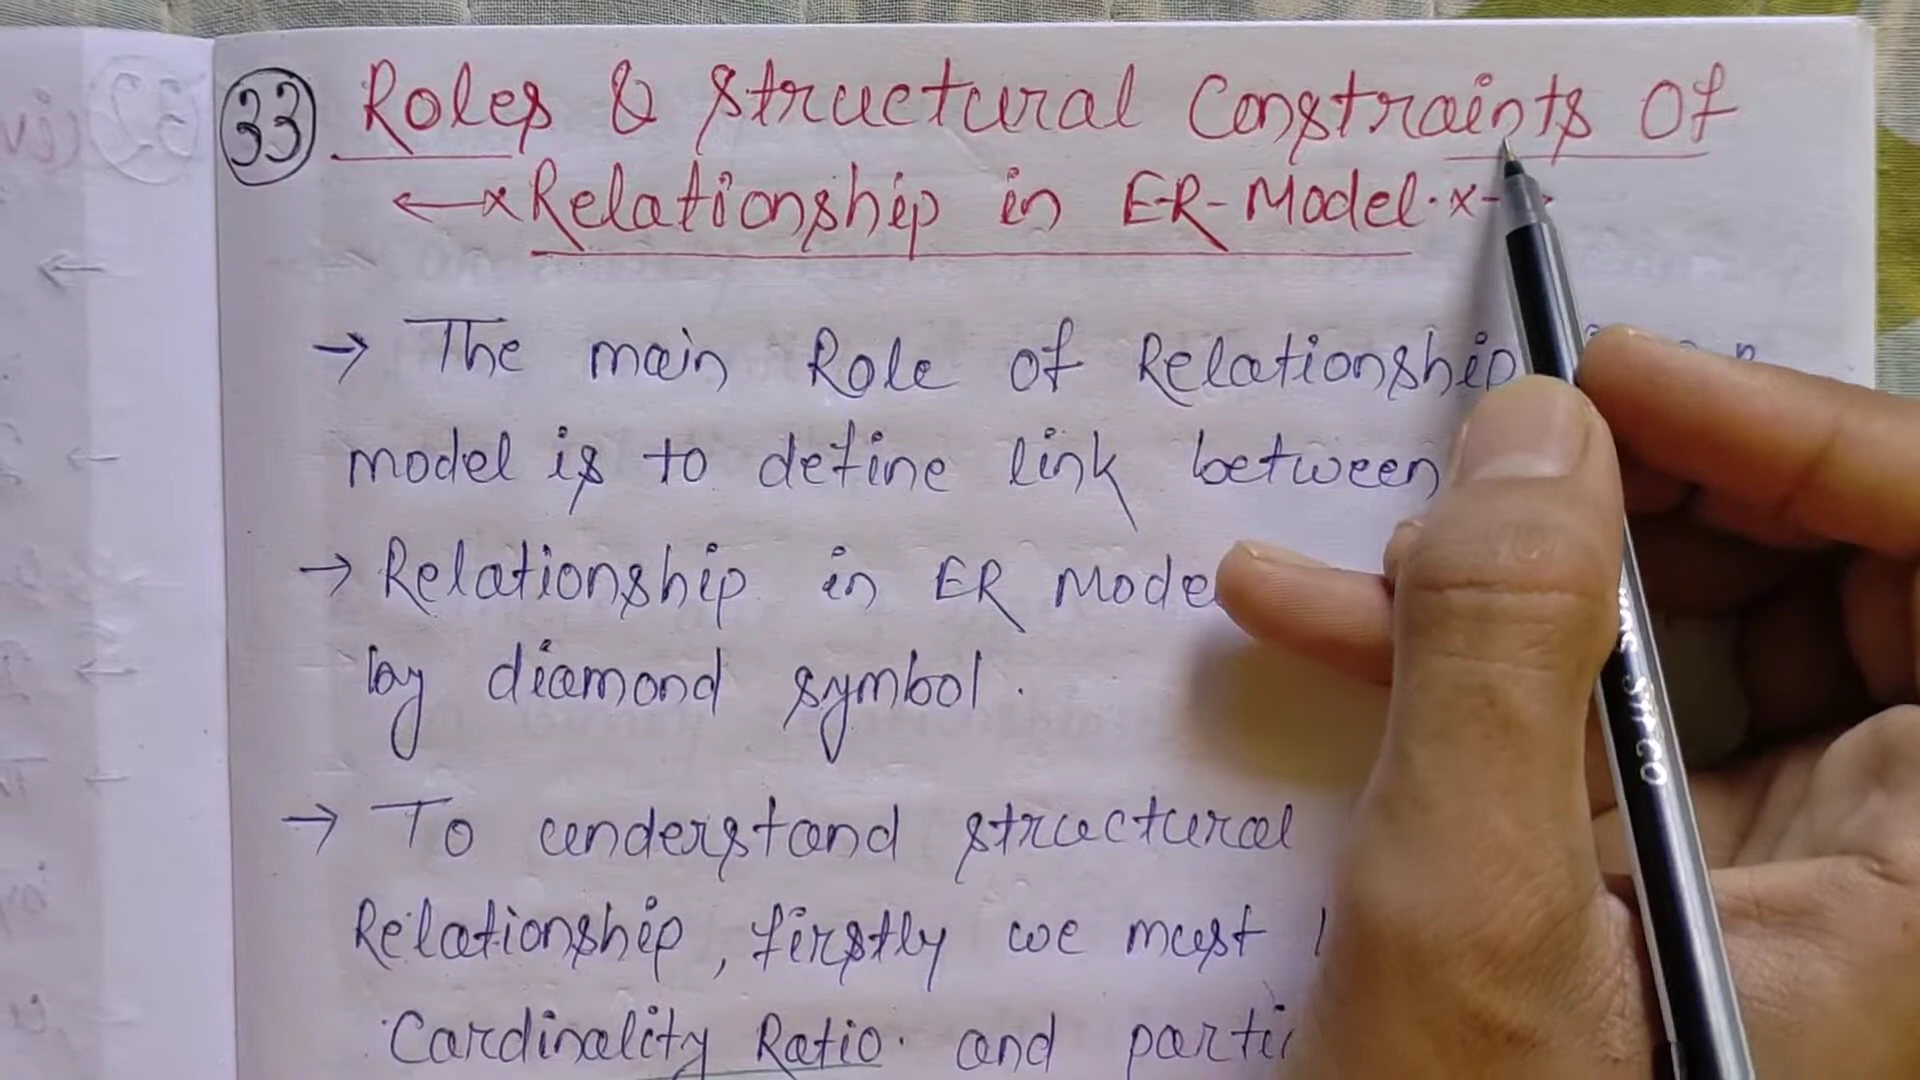 33 Roles & Structural Constraints Of
Relationship in E-R-Model.
→ The main Role of Relationship
model is to define link between
→ Relationship in ER Mode
by diamond symbol.
→ To understand structural
Relationship, firstly we must
Cardinality Ratio. and parti